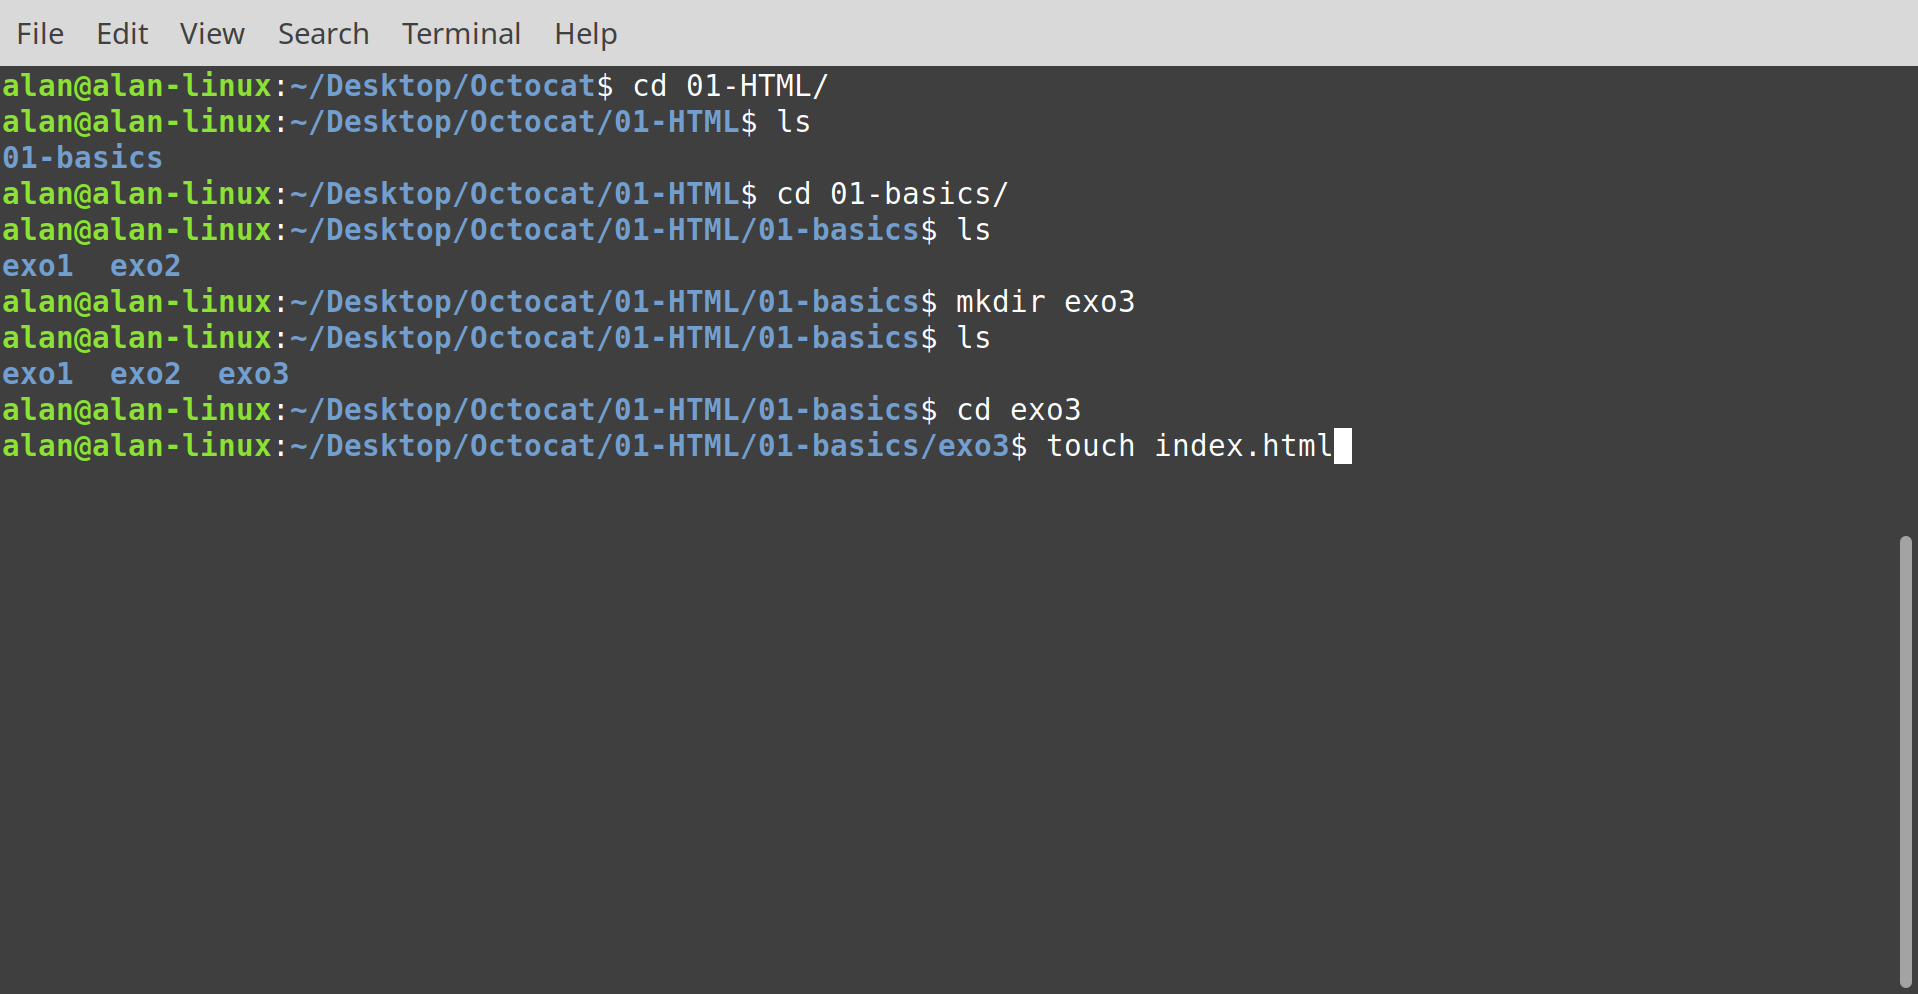 File Edit View Search Terminal Help
alan@alan-linux:~/Desktop/Octocat$ cd 01-HTML/
alan@alan-linux:~/Desktop/Octocat/01-HTML$ ls
01-basics
alan@alan-linux:~/Desktop/Octocat/01-HTML$ cd 01-basics/
alan@alan-linux:~/Desktop/Octocat/01-HTML/01-basics$ ls
exo1  exo2
alan@alan-linux:~/Desktop/Octocat/01-HTML/01-basics$ mkdir exo3
alan@alan-linux:~/Desktop/Octocat/01-HTML/01-basics$ ls
exo1  exo2  exo3
alan@alan-linux:~/Desktop/Octocat/01-HTML/01-basics$ cd exo3
alan@alan-linux:~/Desktop/Octocat/01-HTML/01-basics/exo3$ touch index.html